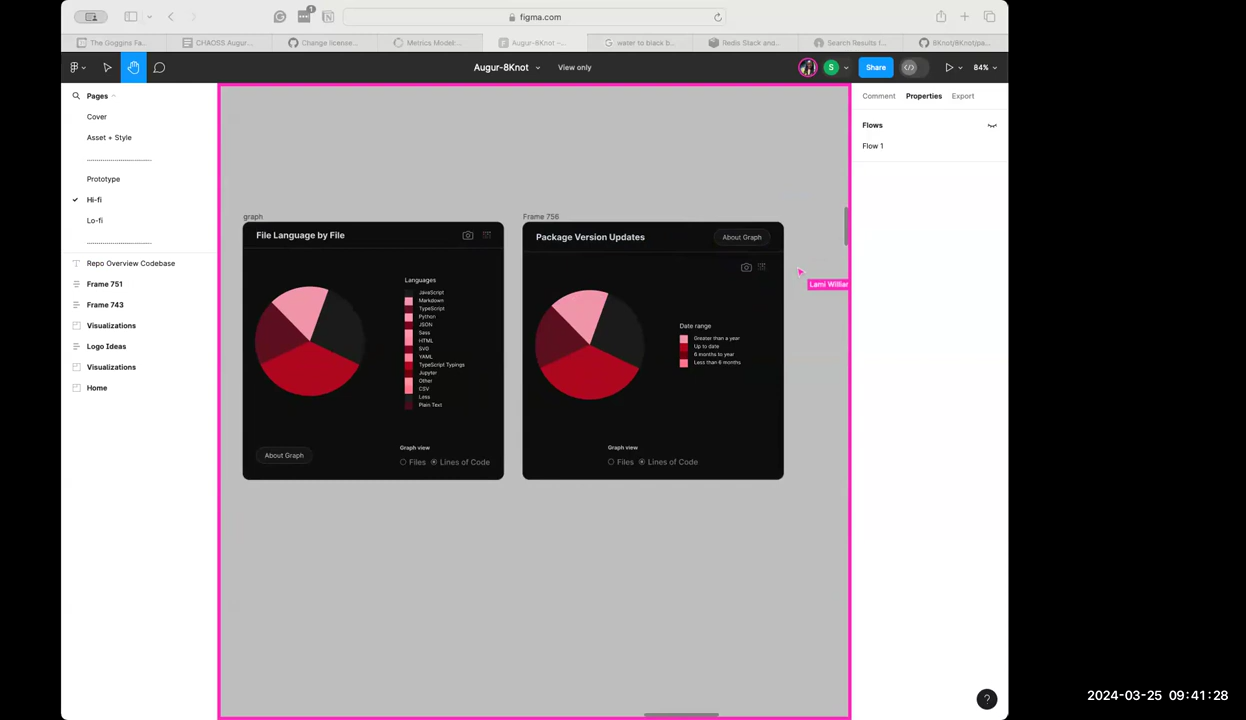 figma.com
1
The Goggins Fa...
CHAOSS Augur...
Change license...
Metrics Model:...
Augur-8Knot –...
water to black b...
Redis Stack and...
Search Results f...
8Knot/8Knot/pa...
Augur-8Knot
View only
S
Share
84%
Pages
Cover
Asset + Style
Prototype
Hi-fi
Lo-fi
Repo Overview Codebase
Frame 751
Frame 743
Visualizations
Logo Ideas
Visualizations
Home
graph
File Language by File
Languages
JavaScript
Markdown
TypeScript
Python
JSON
Sass
HTML
SVG
YAML
TypeScript Typings
Jupyter
Other
CSV
Less
Plain Text
About Graph
Graph view
Files
Lines of Code
Frame 756
Package Version Updates
About Graph
Date range
Greater than a year
Up to date
6 months to year
Less than 6 months
Graph view
Files
Lines of Code
Lami Williar
Comment
Properties
Export
Flows
Flow 1
?
2024-03-25 09:41:28